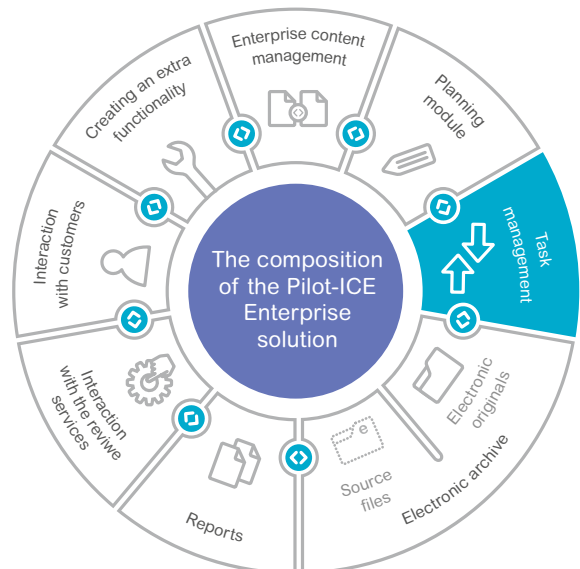 Enterprise content
management
Planning
module
Task
management
Electronic
originals
Electronic archive
e
Source
files
Reports
Interaction
with the reviwe
services
Interaction
with customers
Creating an extra
functionality
The composition
of the Pilot-ICE
Enterprise
solution